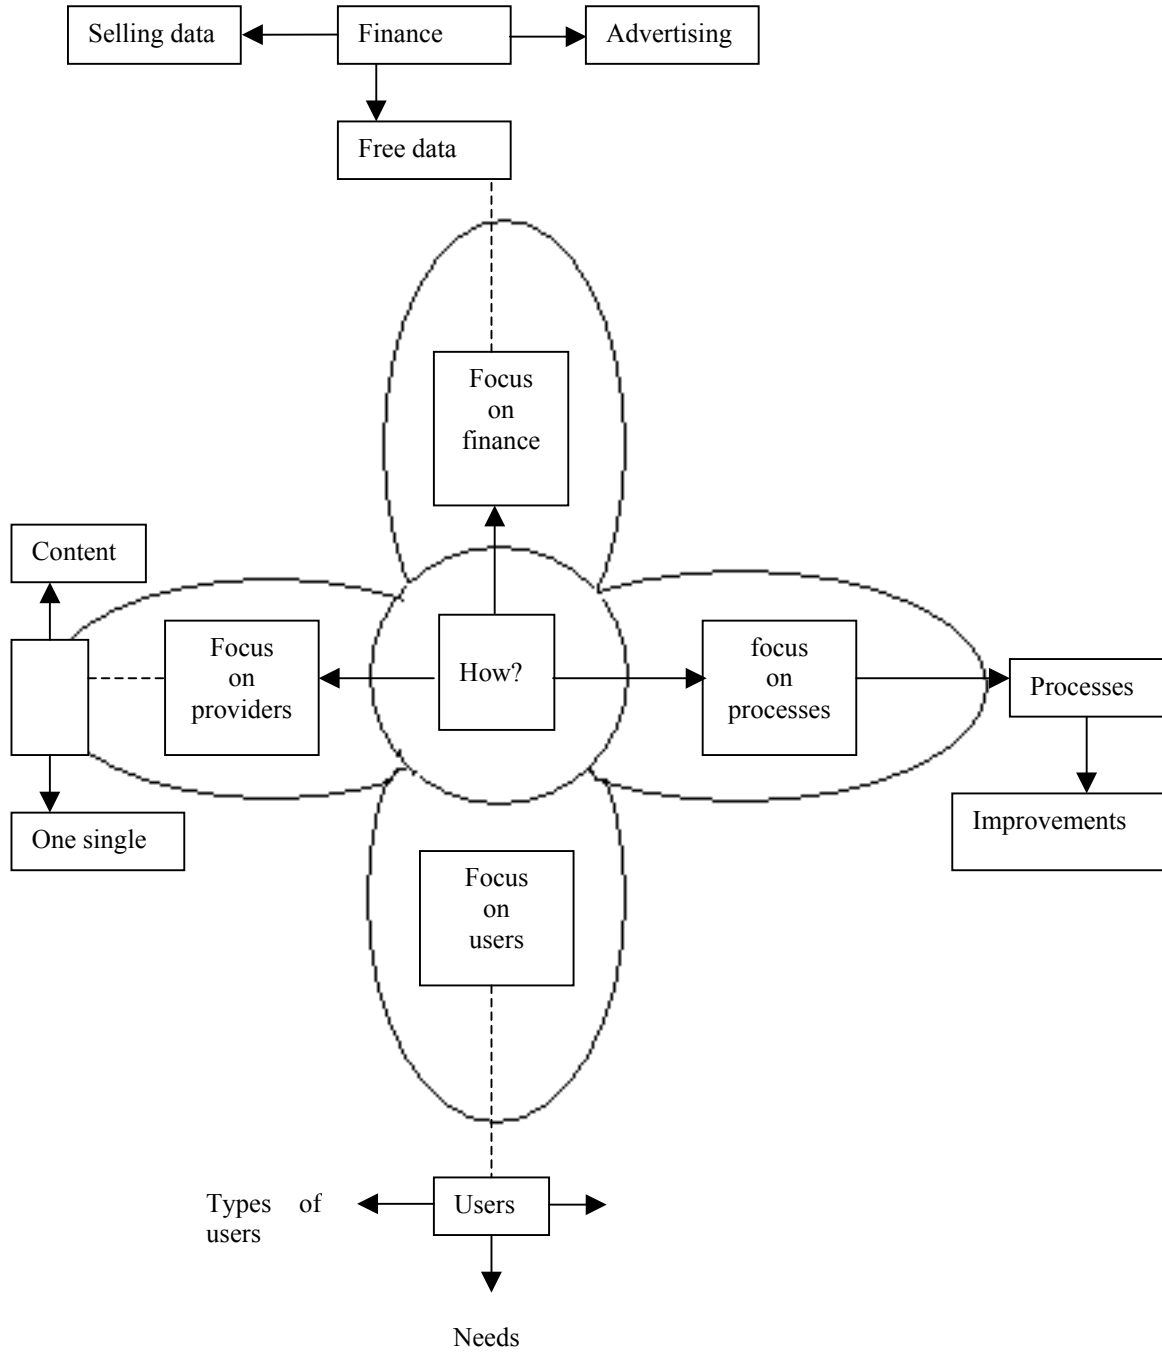 Selling data
Finance
Advertising
Free data
Focus
on
finance
Content
Focus
on
providers
How?
focus
on
processes
Processes
One single
Improvements
Focus
on
users
Types of
users
Users
Needs